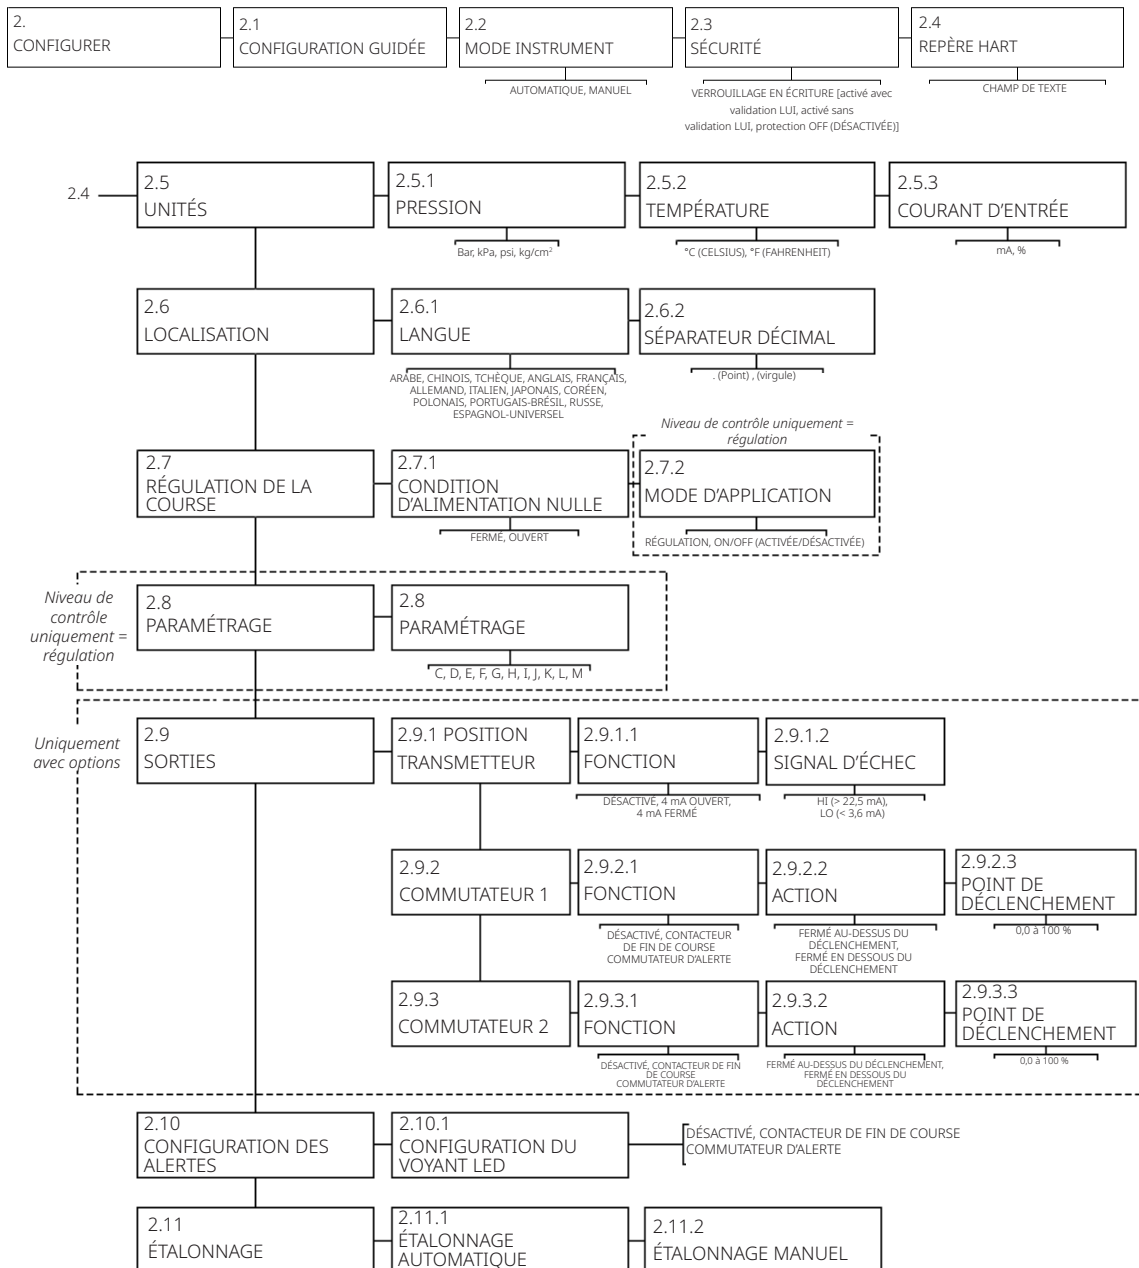 2.
CONFIGURER
2.1
CONFIGURATION GUIDÉE
2.2
MODE INSTRUMENT
AUTOMATIQUE, MANUEL
2.3
SÉCURITÉ
VERROUILLAGE EN ÉCRITURE [activé avec
validation LUI, activé sans
validation LUI, protection OFF (DÉSACTIVÉE)]
2.4
REPÈRE HART
CHAMP DE TEXTE
2.4
2.5
UNITÉS
2.5.1
PRESSION
Bar, kPa, psi, kg/cm²
2.5.2
TEMPÉRATURE
°C (CELSIUS), °F (FAHRENHEIT)
2.5.3
COURANT D'ENTRÉE
mA, %
2.6
LOCALISATION
2.6.1
LANGUE
ARABE, CHINOIS, TCHÈQUE, ANGLAIS, FRANÇAIS,
ALLEMAND, ITALIEN, JAPONAIS, CORÉEN,
POLONAIS, PORTUGAIS-BRÉSIL, RUSSE,
ESPAGNOL-UNIVERSEL
2.6.2
SÉPARATEUR DÉCIMAL
. (Point) , (virgule)
2.7
RÉGULATION DE LA
COURSE
2.7.1
CONDITION
D'ALIMENTATION NULLE
FERMÉ, OUVERT
Niveau de contrôle uniquement =
régulation
2.7.2
MODE D'APPLICATION
RÉGULATION, ON/OFF (ACTIVÉE/DÉSACTIVÉE)
Niveau de
contrôle
uniquement =
régulation
2.8
PARAMÉTRAGE
2.8
PARAMÉTRAGE
C, D, E, F, G, H, I, J, K, L, M
Uniquement
avec options
2.9
SORTIES
2.9.1 POSITION
TRANSMETTEUR
2.9.1.1
FONCTION
DÉSACTIVÉ, 4 mA OUVERT,
4 mA FERMÉ
2.9.1.2
SIGNAL D'ÉCHEC
HI (> 22,5 mA),
LO (< 3,6 mA)
2.9.2
COMMUTATEUR 1
2.9.2.1
FONCTION
DÉSACTIVÉ, CONTACTEUR
DE FIN DE COURSE
COMMUTATEUR D'ALERTE
2.9.2.2
ACTION
FERMÉ AU-DESSUS DU
DÉCLENCHEMENT,
FERMÉ EN DESSOUS DU
DÉCLENCHEMENT
2.9.2.3
POINT DE
DÉCLENCHEMENT
0,0 à 100 %
2.9.3
COMMUTATEUR 2
2.9.3.1
FONCTION
DÉSACTIVÉ, CONTACTEUR DE FIN
DE COURSE
COMMUTATEUR D'ALERTE
2.9.3.2
ACTION
FERMÉ AU-DESSUS DU DÉCLENCHEMENT,
FERMÉ EN DESSOUS DU
DÉCLENCHEMENT
2.9.3.3
POINT DE
DÉCLENCHEMENT
0,0 à 100 %
2.10
CONFIGURATION DES
ALERTES
2.10.1
CONFIGURATION DU
VOYANT LED
DÉSACTIVÉ, CONTACTEUR DE FIN DE COURSE
COMMUTATEUR D'ALERTE
2.11
ÉTALONNAGE
2.11.1
ÉTALONNAGE
AUTOMATIQUE
2.11.2
ÉTALONNAGE MANUEL